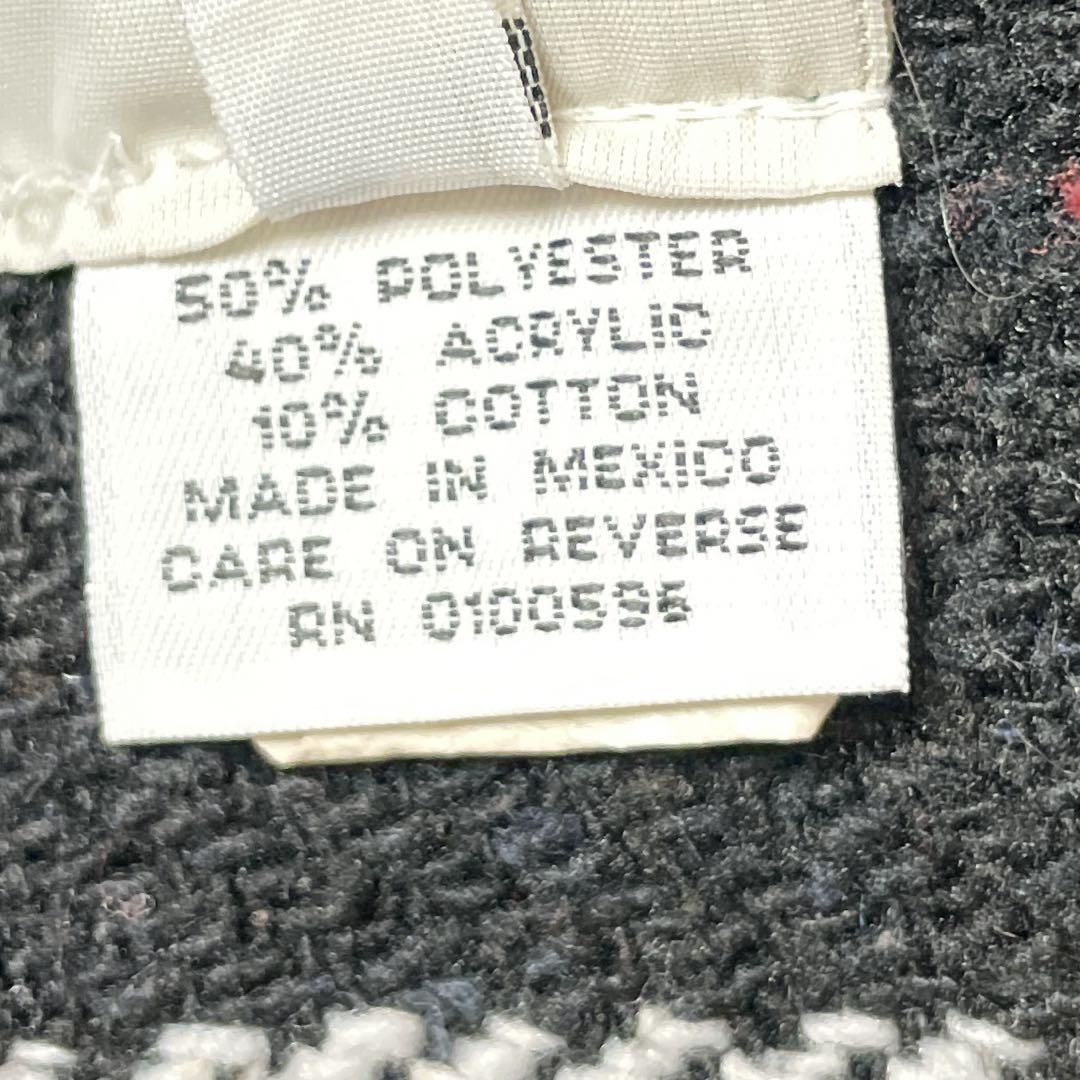 50% POLYESTER
40% ACRYLIC
10% COTTON
MADE IN MEXICO
CARE ON REVERSE
RN 0100596